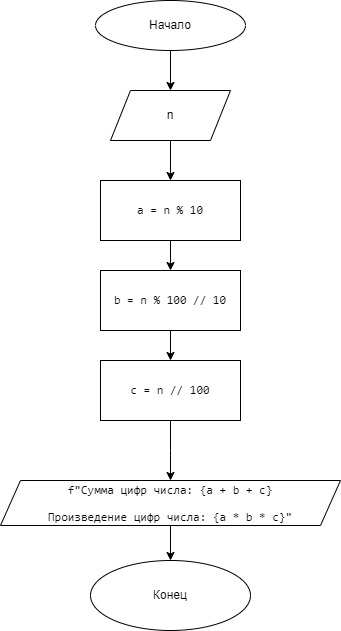 Начало
n
a = n % 10
b = n % 100 // 10
c = n // 100
f"Сумма цифр числа: {a + b + c}
Произведение цифр числа: {a * b * c}"
Конец